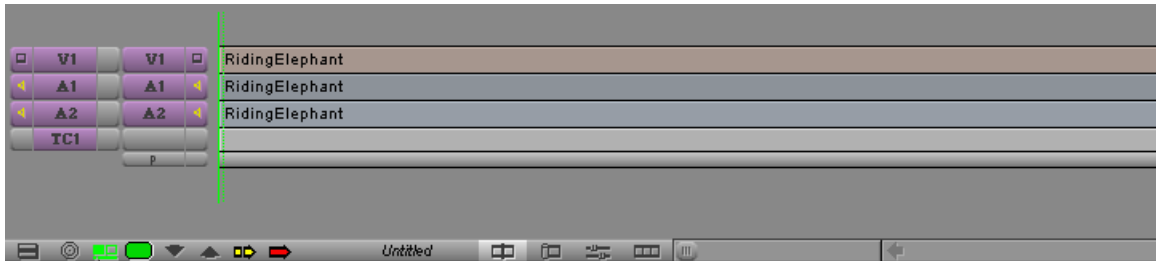 V1 V1 RidingElephant
A1 A1 RidingElephant
A2 A2 RidingElephant
TC1
P
Untitled